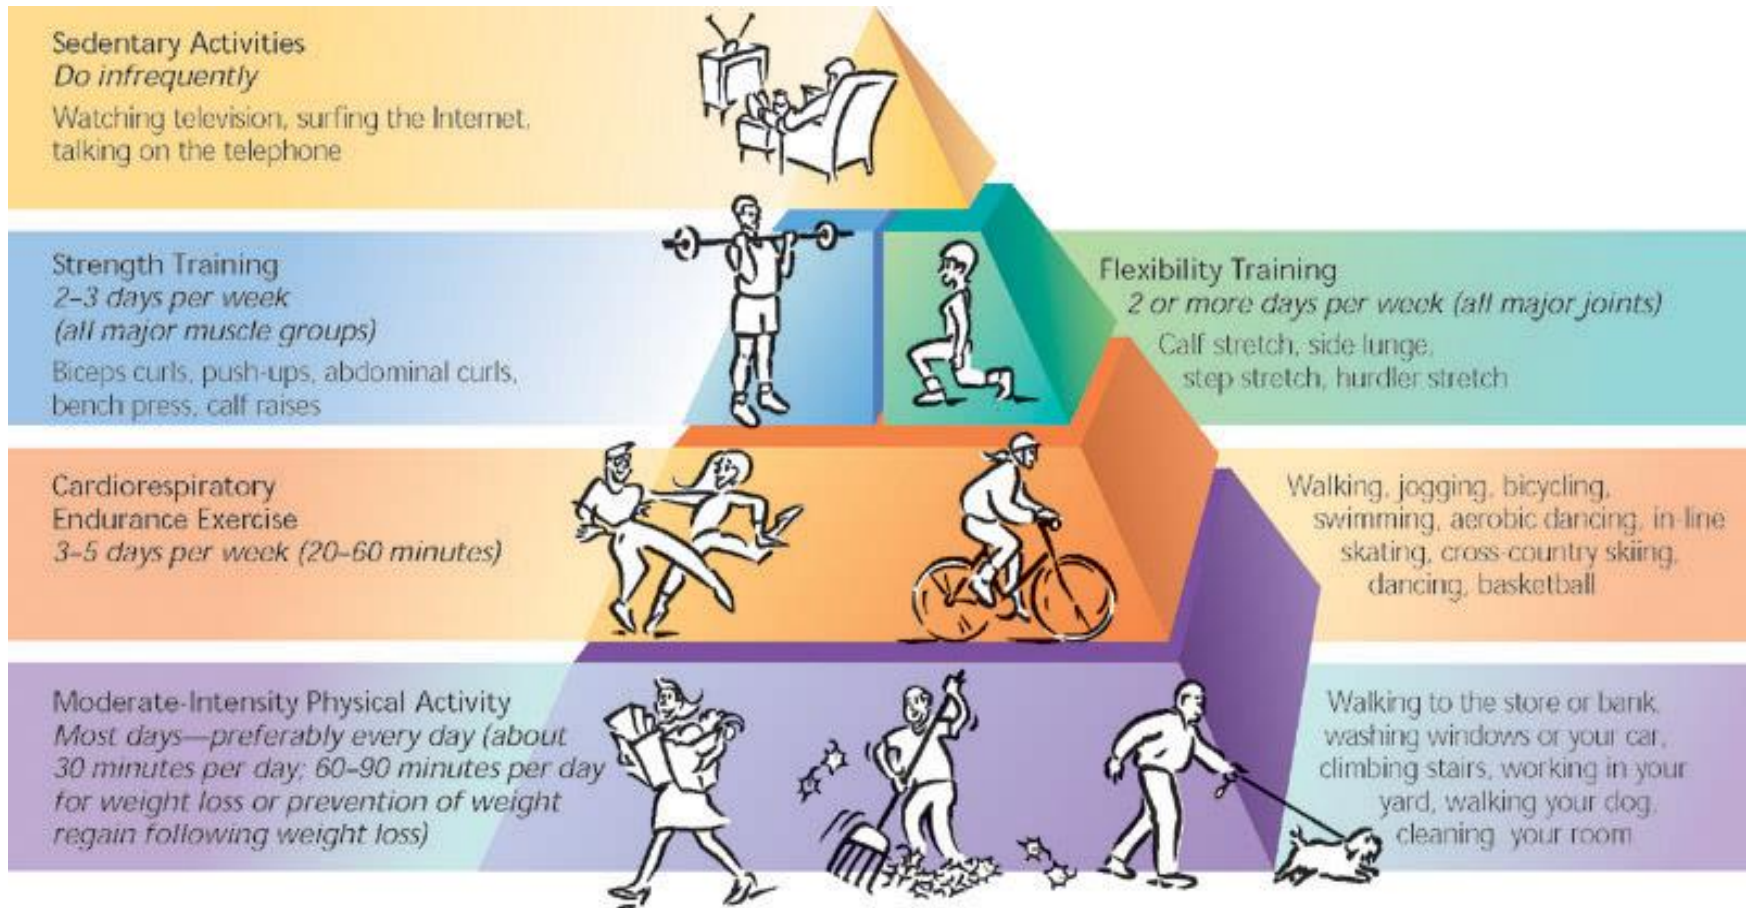 Sedentary Activities
Do infrequently
Watching television, surfing the Internet,
talking on the telephone
Strength Training
2–3 days per week
(all major muscle groups)
Biceps curls, push-ups, abdominal curls,
bench press, calf raises
Flexibility Training
2 or more days per week (all major joints)
Calf stretch, side lunge,
step stretch, hurdler stretch
Cardiorespiratory
Endurance Exercise
3–5 days per week (20–60 minutes)
Walking, jogging, bicycling,
swimming, aerobic dancing, in-line
skating, cross-country skiing,
dancing, basketball
Moderate-Intensity Physical Activity
Most days—preferably every day (about
30 minutes per day; 60–90 minutes per day
for weight loss or prevention of weight
regain following weight loss)
Walking to the store or bank,
washing windows or your car,
climbing stairs, working in your
yard, walking your dog,
cleaning your room